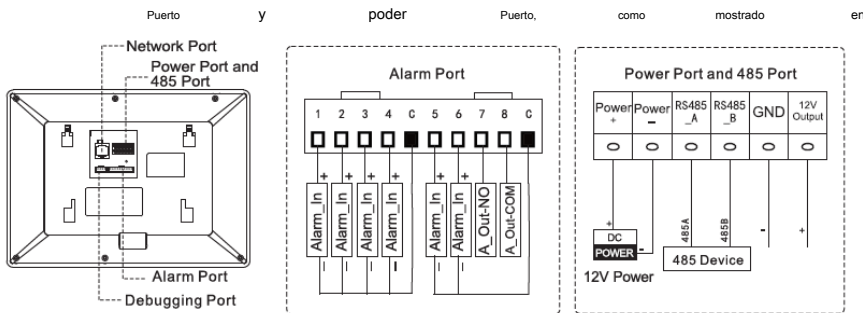 Puerto y poder Puerto, como mostrado en
Network Port
Power Port and
485 Port
Alarm Port
Debugging Port
Alarm Port
1 2 3 4 C 5 6 7 8 C
+ + + + + +
Alarm_In Alarm_In Alarm_In Alarm_In Alarm_In Alarm_In A_Out-NO A_Out-COM
- - - - - -
Power Port and 485 Port
Power + Power - RS485 _A RS485 _B GND 12V Output
+ - 485A 485B - +
DC
POWER
485 Device
12V Power